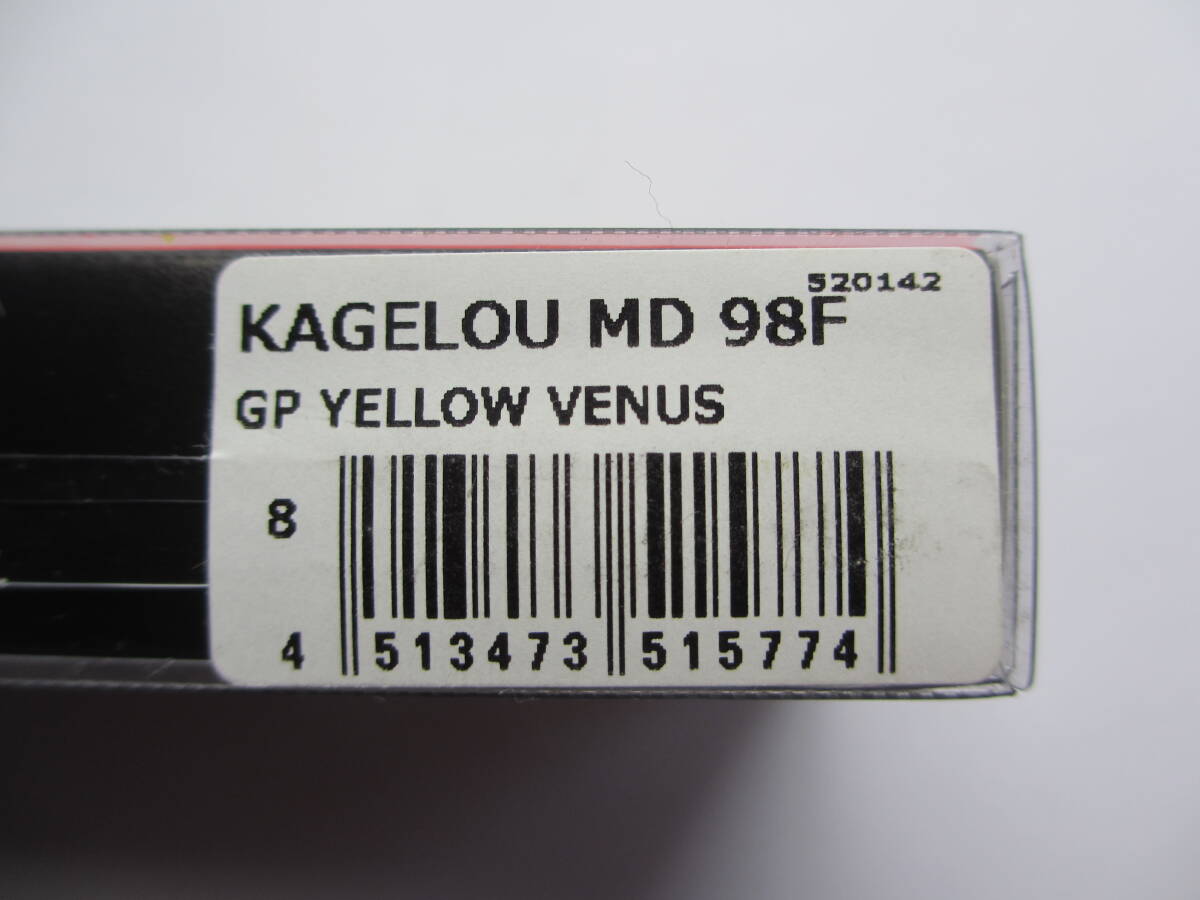 520142
KAGELOU MD 98F
GP YELLOW VENUS
8
4 513473 515774